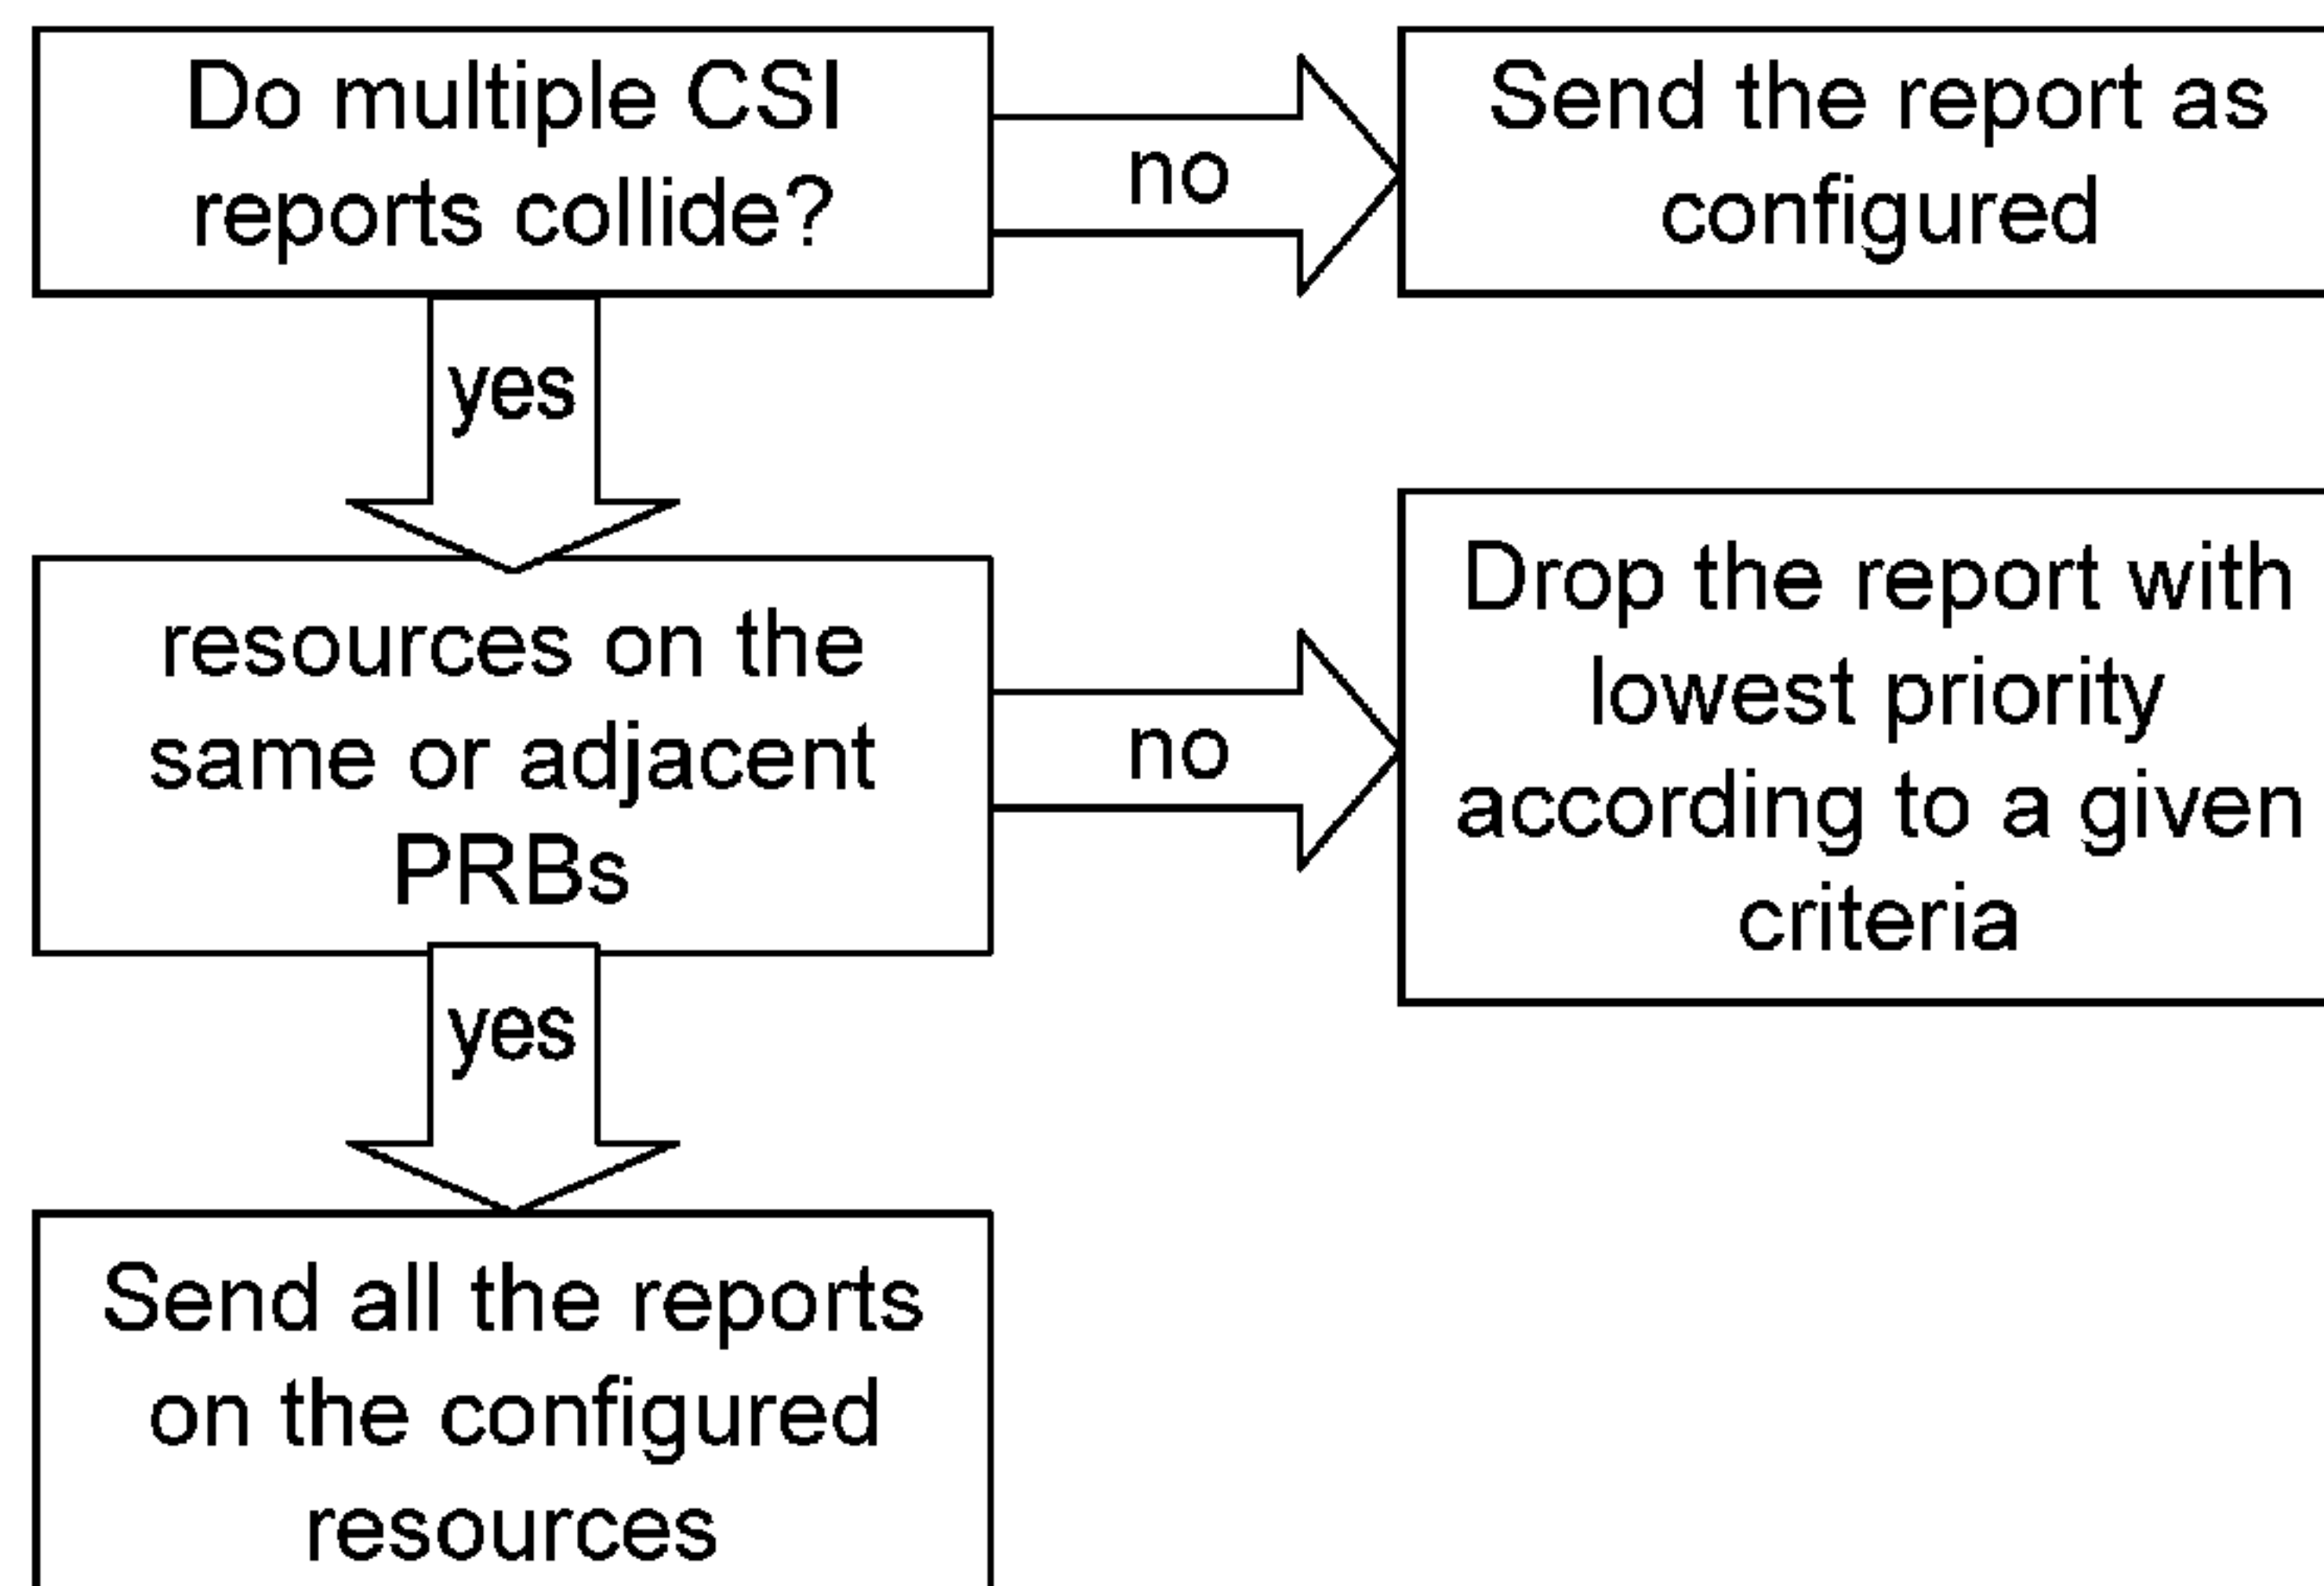 Do multiple CSI
reports collide?
no
Send the report as
configured
yes
resources on the
same or adjacent
PRBs
no
Drop the report with
lowest priority
according to a given
criteria
yes
Send all the reports
on the configured
resources